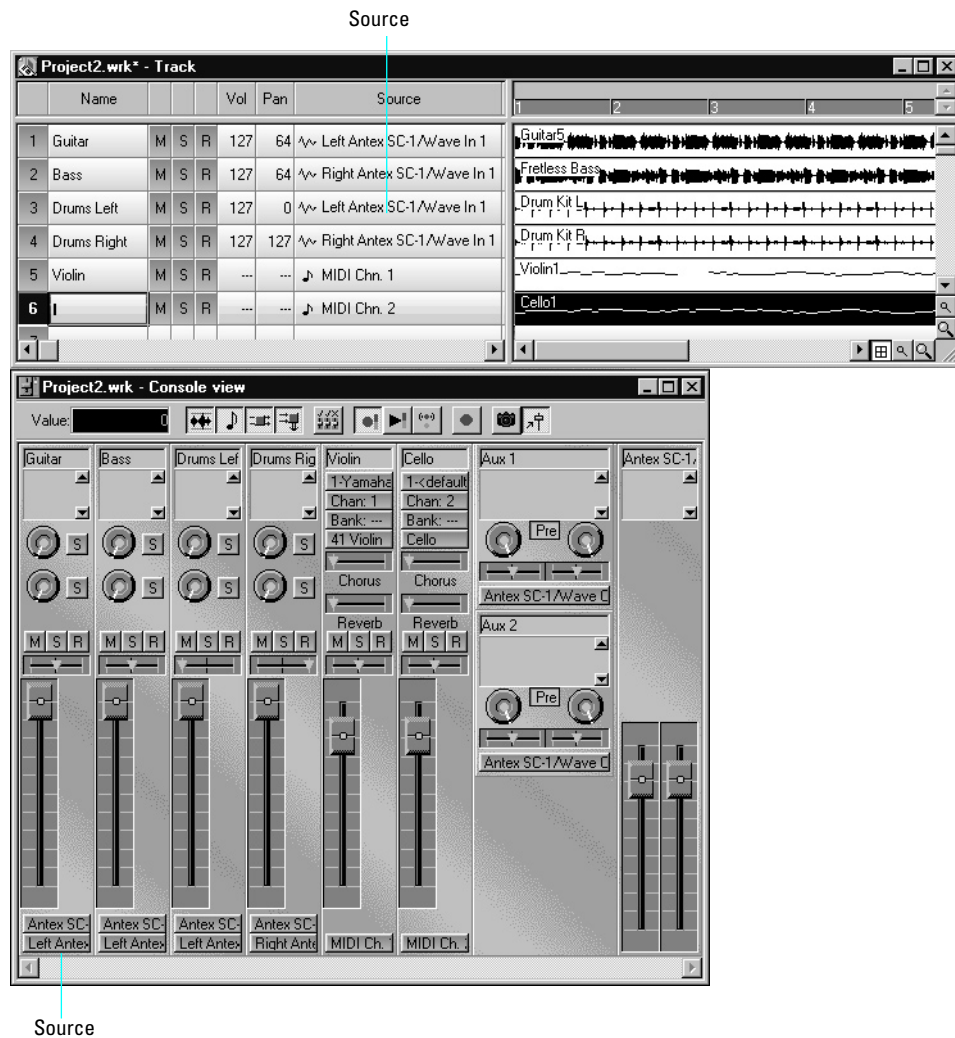 Source
Project2.wrk* - Track
Name Vol Pan Source 1 2 3 4 5
1 Guitar M S R 127 64 Left Antex SC-1/Wave In 1 Guitar5
2 Bass M S R 127 64 Right Antex SC-1/Wave In 1 Fretless Bass
3 Drums Left M S R 127 0 Left Antex SC-1/Wave In 1 Drum Kit L
4 Drums Right M S R 127 127 Right Antex SC-1/Wave In 1 Drum Kit R
5 Violin M S R --- --- MIDI Chn. 1 Violin1
6 M S R --- --- MIDI Chn. 2 Cello1
7
Project2.wrk - Console view
Value: 0
Guitar Bass Drums Lef Drums Rig Violin Cello Aux 1 Antex SC-1/
1-Yamaha 1-<default
Chan: 1 Chan: 2
Bank: --- Bank: ---
S S S S 41 Violin Cello Pre
S S S S Chorus Chorus
Antex SC-1/Wave O
Reverb Reverb Aux 2
M S R M S R M S R M S R M S R M S R
Pre
Antex SC-1/Wave O
Antex SC- Antex SC- Antex SC- Antex SC-
Left Antex Left Antex Left Antex Right Ante MIDI Ch. 1 MIDI Ch. 2
Source